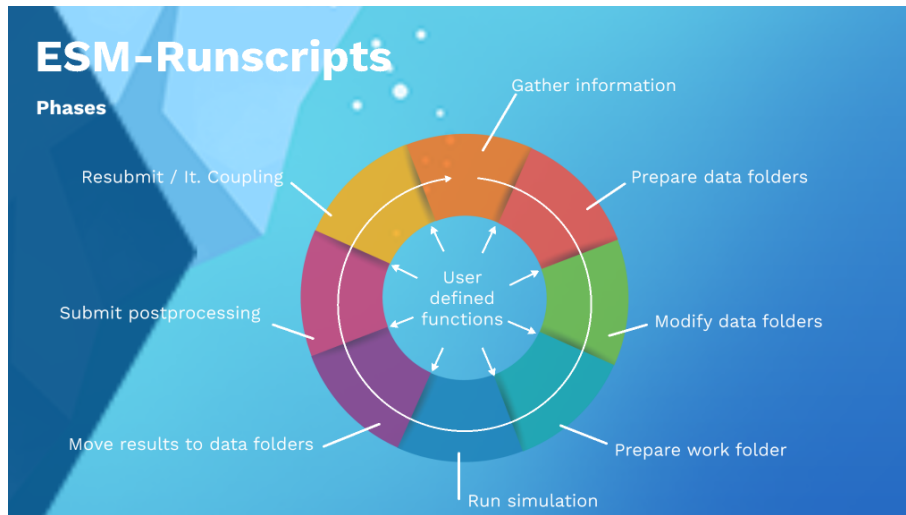 ESM-Runscripts
Phases
Gather information
Prepare data folders
Modify data folders
Prepare work folder
Run simulation
Move results to data folders
Submit postprocessing
Resubmit / It. Coupling
User
defined
functions